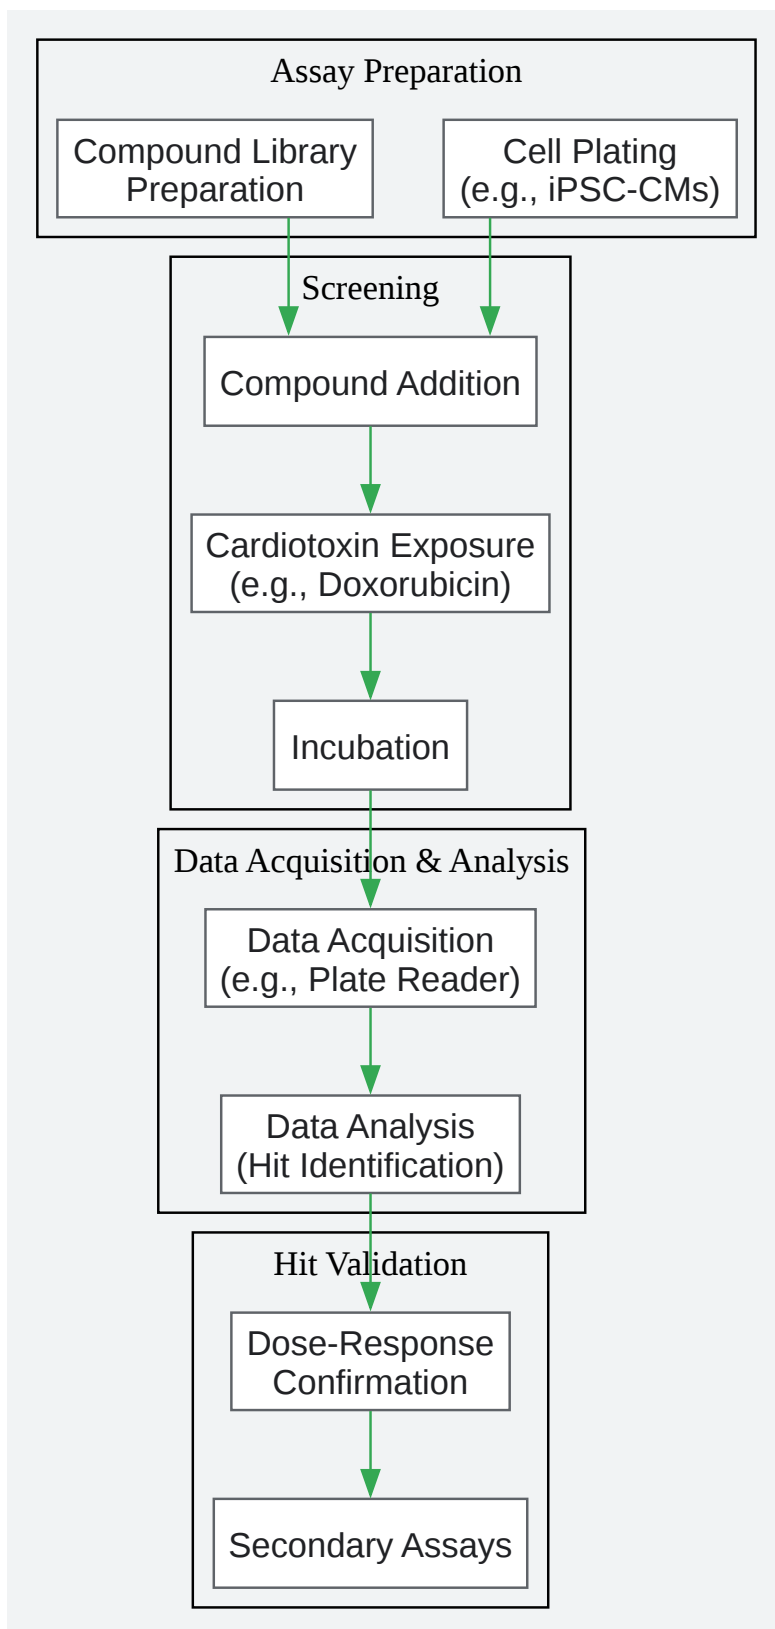 Assay Preparation
Compound Library
Preparation
Cell Plating
(e.g., iPSC-CMs)
Screening
Compound Addition
Cardiotoxin Exposure
(e.g., Doxorubicin)
Incubation
Data Acquisition & Analysis
Data Acquisition
(e.g., Plate Reader)
Data Analysis
(Hit Identification)
Hit Validation
Dose-Response
Confirmation
Secondary Assays